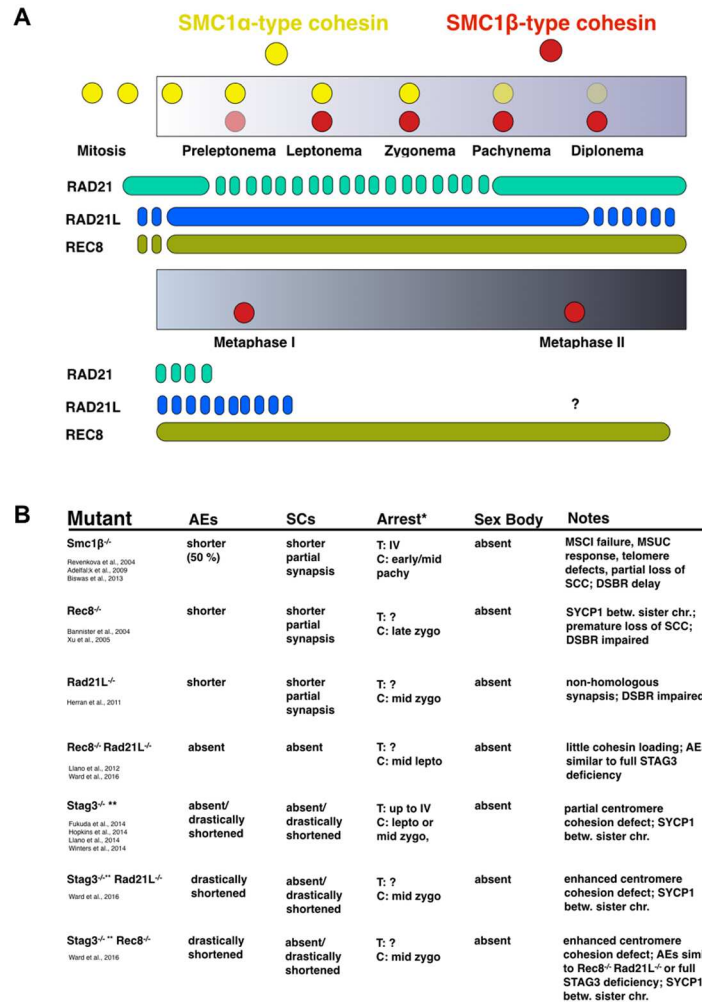 A
SMC1α-type cohesin
SMC1β-type cohesin
Mitosis
Preleptonema
Leptonema
Zygonema
Pachynema
Diplonema
RAD21
RAD21L
REC8
Metaphase I
Metaphase II
RAD21
RAD21L
?
REC8
B
Mutant AEs SCs Arrest* Sex Body Notes
Smc1β-/-
Revenkova et al., 2004
Adelfalk et al., 2009
Biswas et al., 2013
shorter
(50 %)
shorter
partial
synapsis
T: IV
C: early/mid
pachy
absent
MSCI failure, MSUC
response, telomere
defects, partial loss of
SCC; DSBR delay
Rec8-/-
Bannister et al., 2004
Xu et al., 2005
shorter
shorter
partial
synapsis
T: ?
C: late zygo
absent
SYCP1 betw. sister chr.;
premature loss of SCC;
DSBR impaired
Rad21L-/-
Herran et al., 2011
shorter
shorter
partial
synapsis
T: ?
C: mid zygo
absent
non-homologous
synapsis; DSBR impaired
Rec8-/- Rad21L-/-
Llano et al., 2012
Ward et al., 2016
absent
absent
T: ?
C: mid lepto
absent
little cohesin loading; AEs
similar to full STAG3
deficiency
Stag3-/- **
Fukuda et al., 2014
Hopkins et al., 2014
Llano et al., 2014
Winters et al., 2014
absent/
drastically
shortened
absent/
drastically
shortened
T: up to IV
C: lepto or
mid zygo,
absent
partial centromere
cohesion defect; SYCP1
betw. sister chr.
Stag3-/-** Rad21L-/-
Ward et al., 2016
drastically
shortened
absent/
drastically
shortened
T: ?
C: mid zygo
absent
enhanced centromere
cohesion defect; SYCP1
betw. sister chr.
Stag3-/- ** Rec8-/-
Ward et al., 2016
drastically
shortened
absent/
drastically
shortened
T: ?
C: mid zygo
absent
enhanced centromere
cohesion defect; AEs simi
to Rec8-/- Rad21L-/- or full
STAG3 deficiency; SYCP1
betw. sister chr.